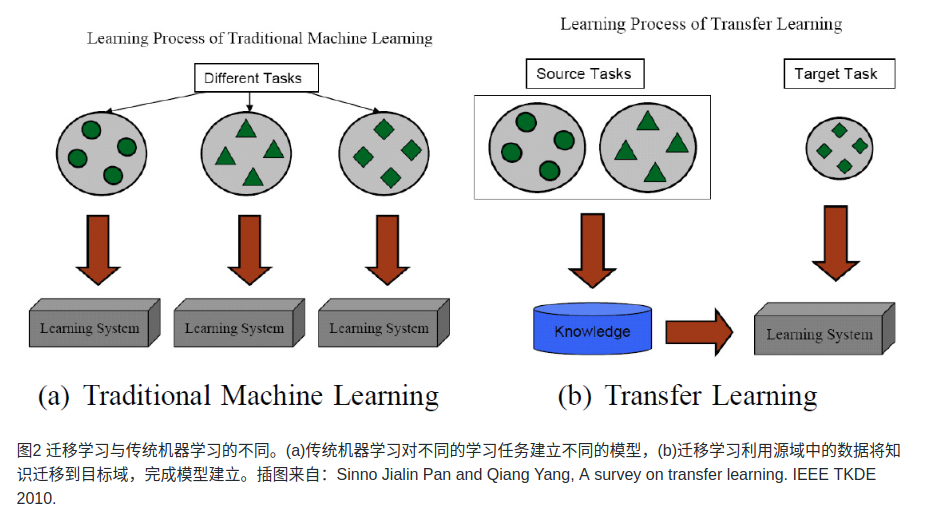 Learning Process of Traditional Machine Learning
Different Tasks
Learning System
Learning System
Learning System
(a) Traditional Machine Learning
Learning Process of Transfer Learning
Source Tasks
Target Task
Knowledge
Learning System
(b) Transfer Learning
图2 迁移学习与传统机器学习的不同。(a)传统机器学习对不同的学习任务建立不同的模型，(b)迁移学习利用源域中的数据将知
识迁移到目标域，完成模型建立。插图来自：Sinno Jialin Pan and Qiang Yang, A survey on transfer learning. IEEE TKDE
2010.